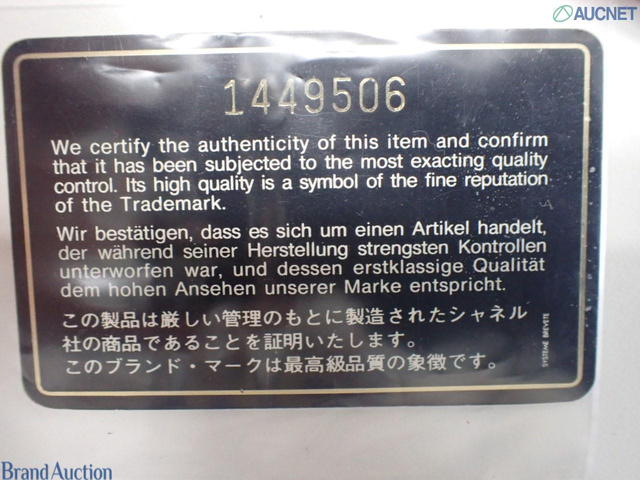 AUCNET
1449506
We certify the authenticity of this item and confirm
that it has been subjected to the most exacting quality
control. Its high quality is a symbol of the fine reputation
of the Trademark.
Wir bestätigen, dass es sich um einen Artikel handelt,
der während seiner Herstellung strengsten Kontrollen
unterworfen war, und dessen erstklassige Qualität
dem hohen Ansehen unserer Marke entspricht.
この製品は厳しい管理のもとに製造されたシャネル
社の商品であることを証明いたします。
このブランド・マークは最高級品質の象徴です。
SYSTEME BREVETE
Brand Auction